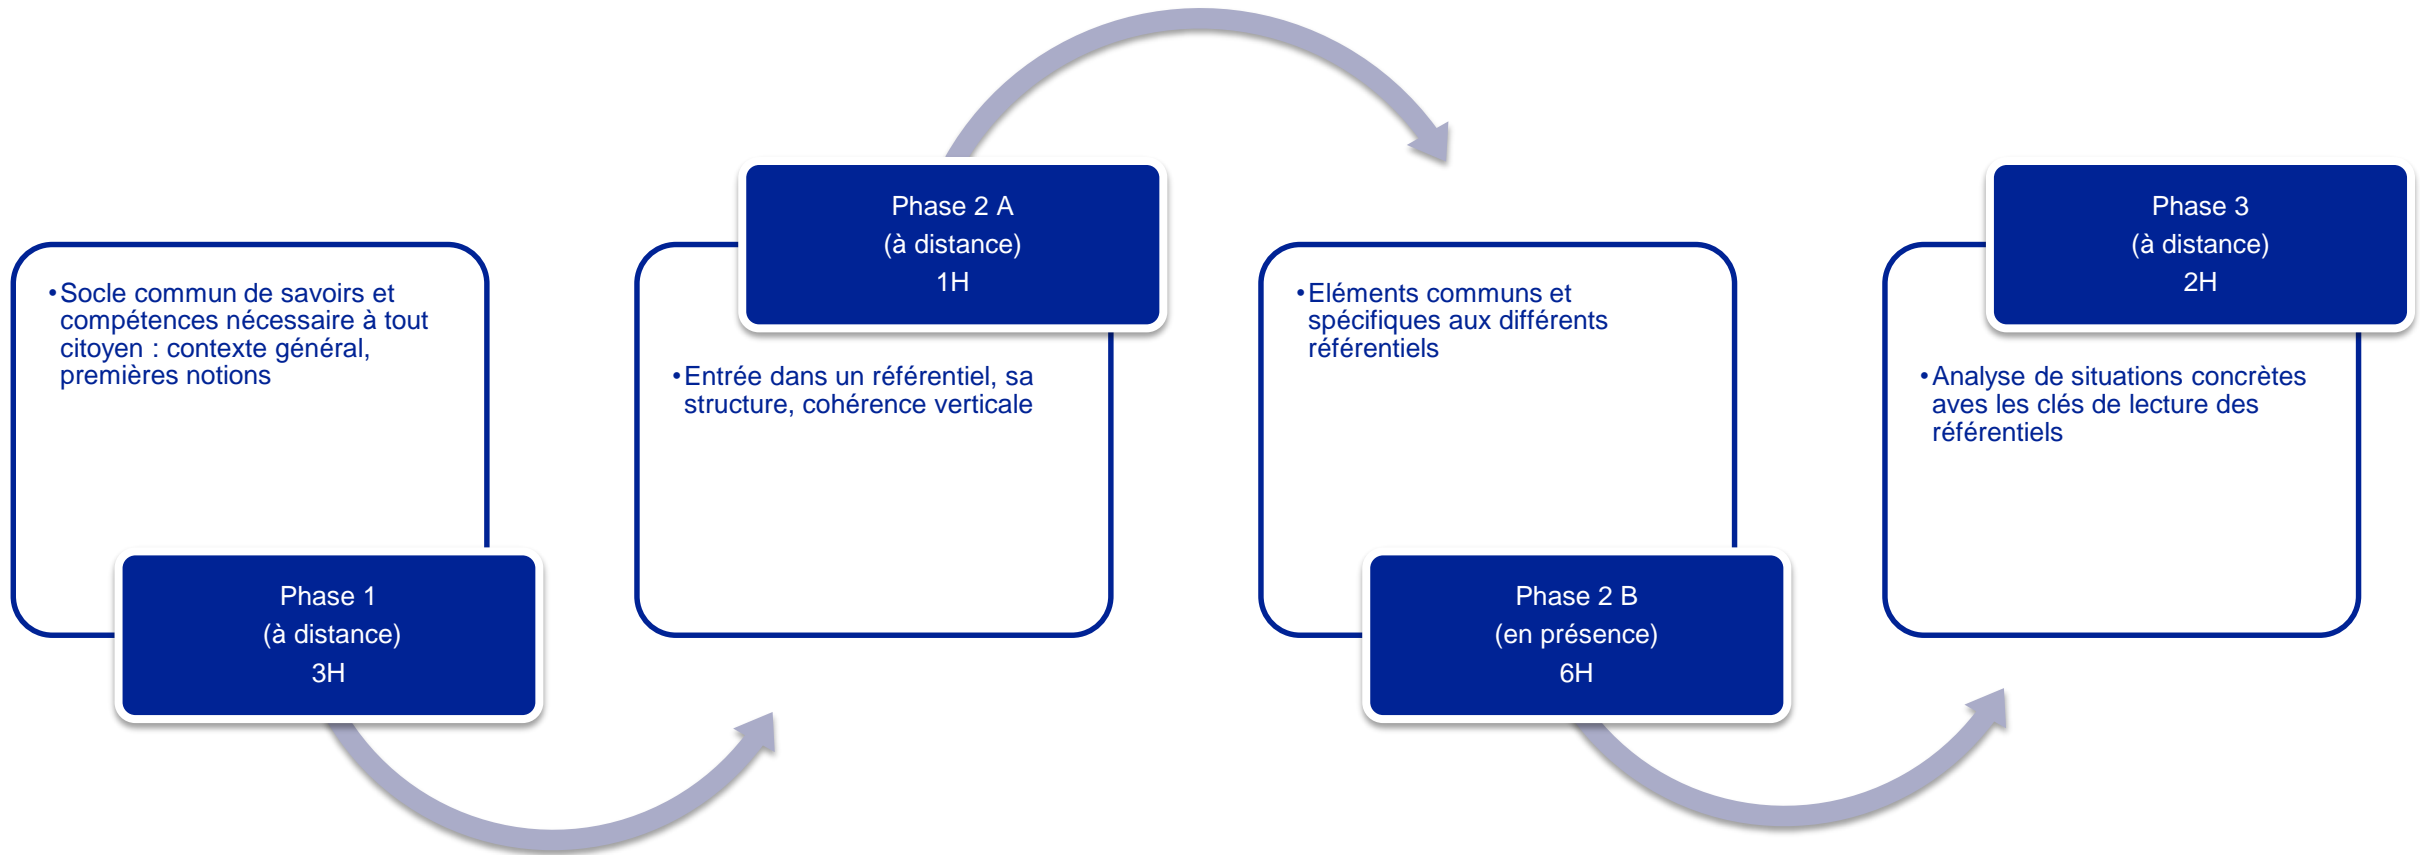 •Socle commun de savoirs et
compétences nécessaire à tout
citoyen : contexte général,
premières notions
Phase 1
(à distance)
3H
Phase 2 A
(à distance)
1H
•Entrée dans un référentiel, sa
structure, cohérence verticale
•Eléments communs et
spécifiques aux différents
référentiels
Phase 2 B
(en présence)
6H
Phase 3
(à distance)
2H
•Analyse de situations concrètes
aves les clés de lecture des
référentiels